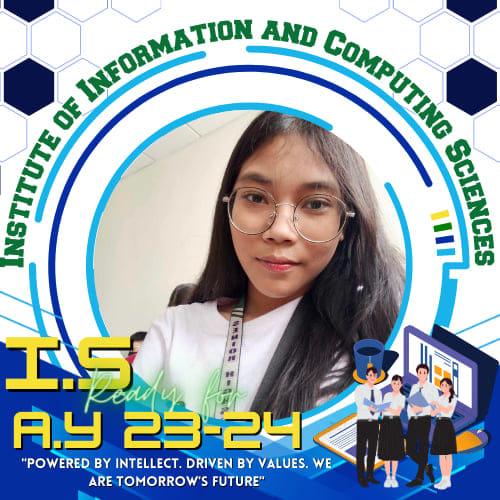 Institute of Information and Computing Sciences
I.S
Ready for
A.Y 23-24
"POWERED BY INTELLECT. DRIVEN BY VALUES. WE
ARE TOMORROW'S FUTURE"